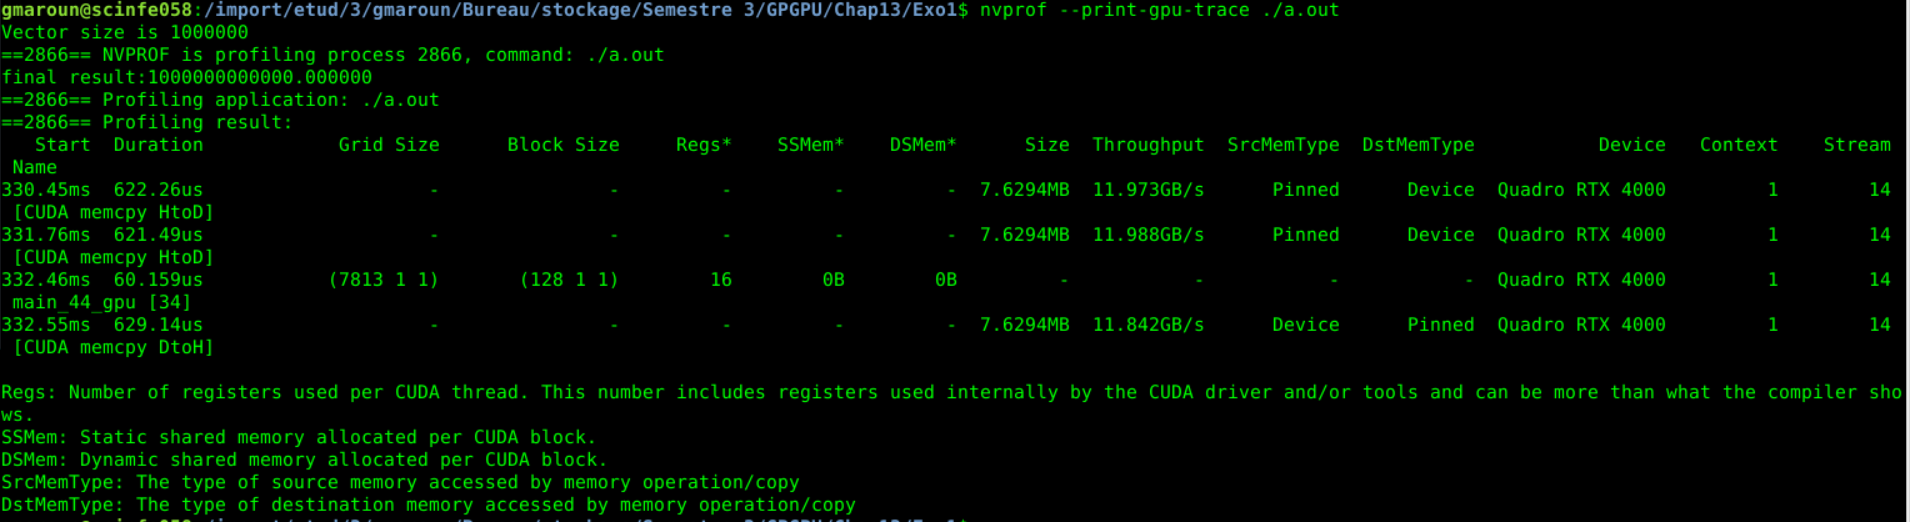 gmaroun@scinfe058:/import/etud/3/gmaroun/Bureau/stockage/Semestre 3/GPGPU/Chap13/Exo1$ nvprof --print-gpu-trace ./a.out
Vector size is 1000000
==2866== NVPROF is profiling process 2866, command: ./a.out
final result:1000000000000.000000
==2866== Profiling application: ./a.out
==2866== Profiling result:
   Start  Duration            Grid Size      Block Size     Regs*    SSMem*    DSMem*      Size  Throughput  SrcMemType  DstMemType           Device   Context    Stream
 Name
330.45ms  622.26us                    -               -         -         -         -  7.6294MB  11.973GB/s      Pinned      Device  Quadro RTX 4000         1        14
 [CUDA memcpy HtoD]
331.76ms  621.49us                    -               -         -         -         -  7.6294MB  11.988GB/s      Pinned      Device  Quadro RTX 4000         1        14
 [CUDA memcpy HtoD]
332.46ms  60.159us           (7813 1 1)       (128 1 1)        16        0B        0B         -           -           -           -  Quadro RTX 4000         1        14
 main_44_gpu [34]
332.55ms  629.14us                    -               -         -         -         -  7.6294MB  11.842GB/s      Device      Pinned  Quadro RTX 4000         1        14
 [CUDA memcpy DtoH]
Regs: Number of registers used per CUDA thread. This number includes registers used internally by the CUDA driver and/or tools and can be more than what the compiler sho
ws.
SSMem: Static shared memory allocated per CUDA block.
DSMem: Dynamic shared memory allocated per CUDA block.
SrcMemType: The type of source memory accessed by memory operation/copy
DstMemType: The type of destination memory accessed by memory operation/copy